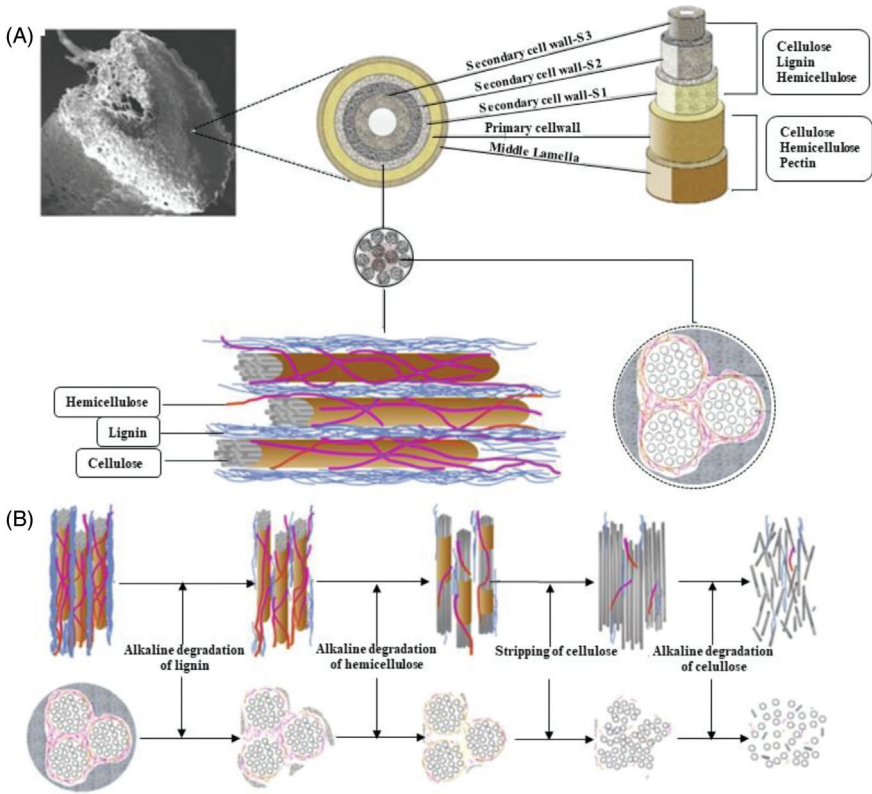 (A)
Secondary cell wall-S3
Secondary cell wall-S2
Secondary cell wall-S1
Primary cellwall
Middle Lamella
Cellulose
Lignin
Hemicellulose
Cellulose
Hemicellulose
Pectin
Hemicellulose
Lignin
Cellulose
(B)
Alkaline degradation
of lignin
Alkaline degradation
of hemicellulose
Stripping of cellulose
Alkaline degradation
of celullose